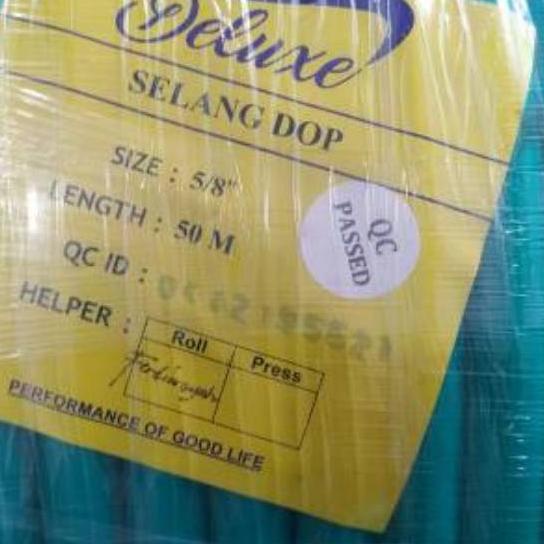 Deluxe
SELANG DOP
SIZE : 5/8"
LENGTH : 50 M
QC PASSED
QC ID :
HELPER :
Roll Press
PERFORMANCE OF GOOD LIFE